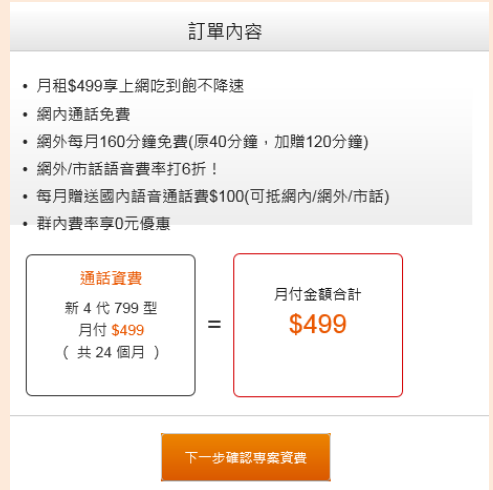 訂單內容
• 月租$499享上網吃到飽不降速
• 網內通話免費
• 網外每月160分鐘免費(原40分鐘，加贈120分鐘)
• 網外/市話語音費率打6折！
• 每月贈送國內語音通話費$100(可抵網內/網外/市話)
• 群內費率享0元優惠
通話資費
新 4 代 799 型
月付 $499
( 共 24 個月 )
=
月付金額合計
$499
下一步確認專案資費